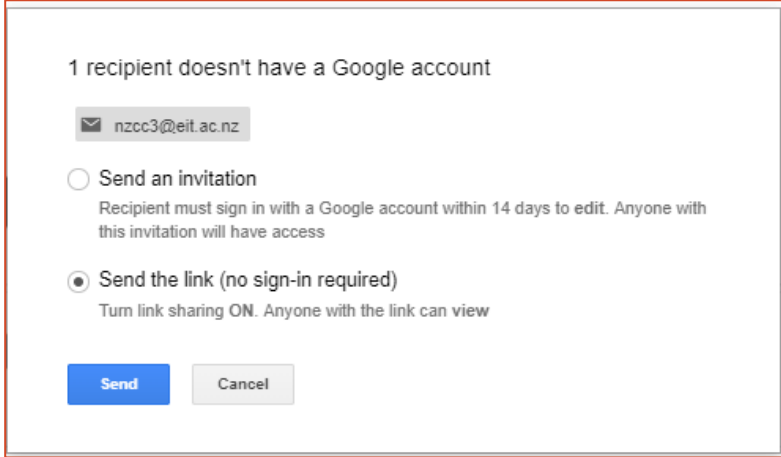 1 recipient doesn't have a Google account
nzcc3@eit.ac.nz
Send an invitation
Recipient must sign in with a Google account within 14 days to edit. Anyone with
this invitation will have access
Send the link (no sign-in required)
Turn link sharing ON. Anyone with the link can view
Send Cancel